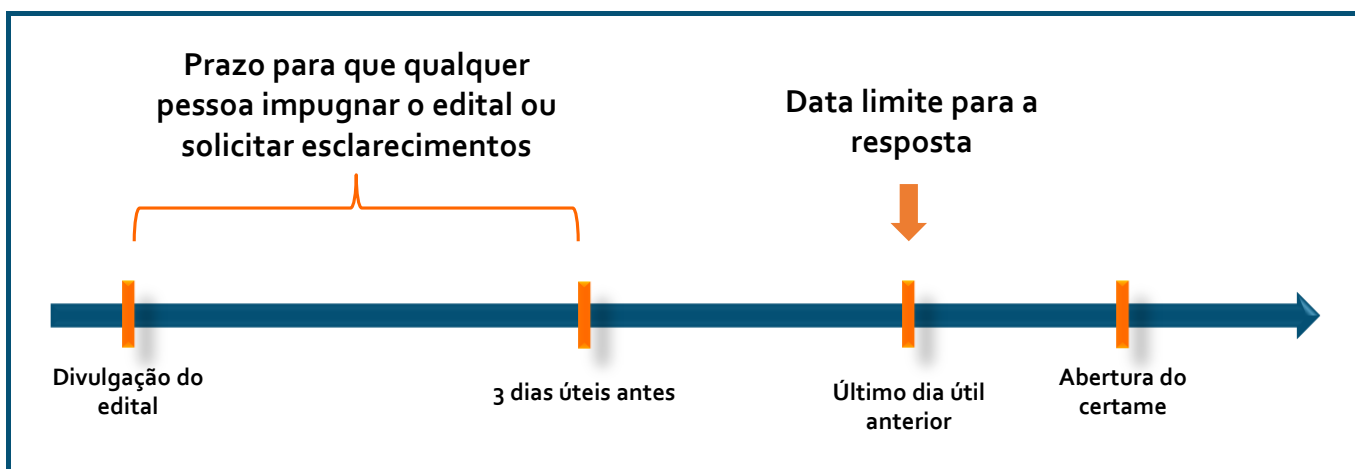 Prazo para que qualquer
pessoa impugnar o edital ou
solicitar esclarecimentos
Data limite para a
resposta
Divulgação do
edital
3 dias úteis antes
Último dia útil
anterior
Abertura do
certame